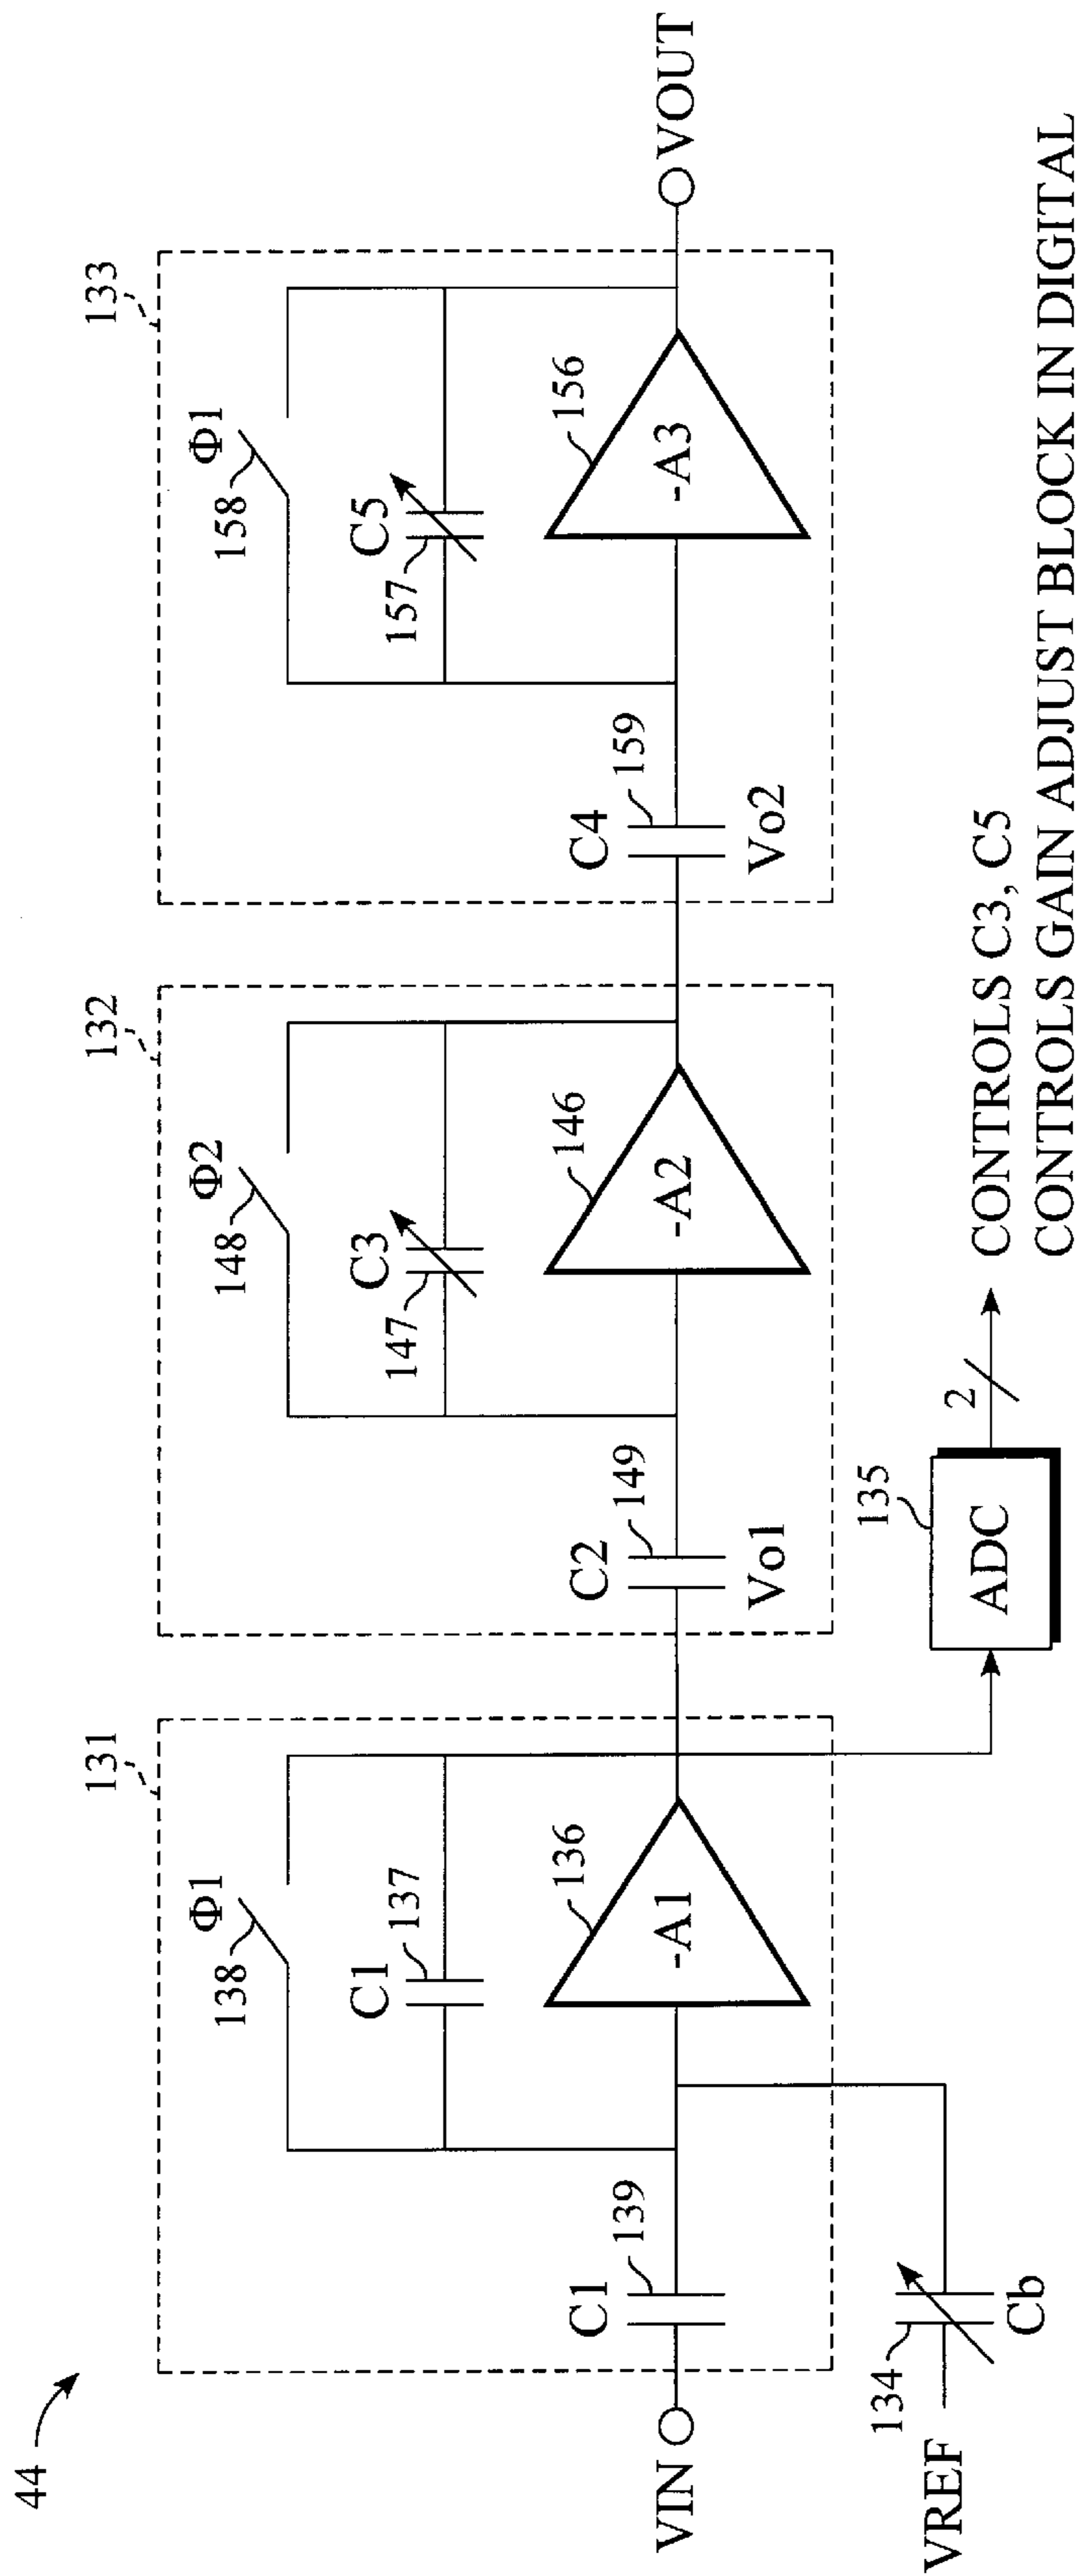 44
131
132
133
Φ1
138
C1
137
136
-A1
C1
139
VIN
VREF
134
Cb
Φ2
148
C3
147
146
-A2
C2
149
Vo1
135
ADC
2
CONTROLS C3, C5
CONTROLS GAIN ADJUST BLOCK IN DIGITAL
Φ1
158
C5
157
156
-A3
C4
159
Vo2
VOUT